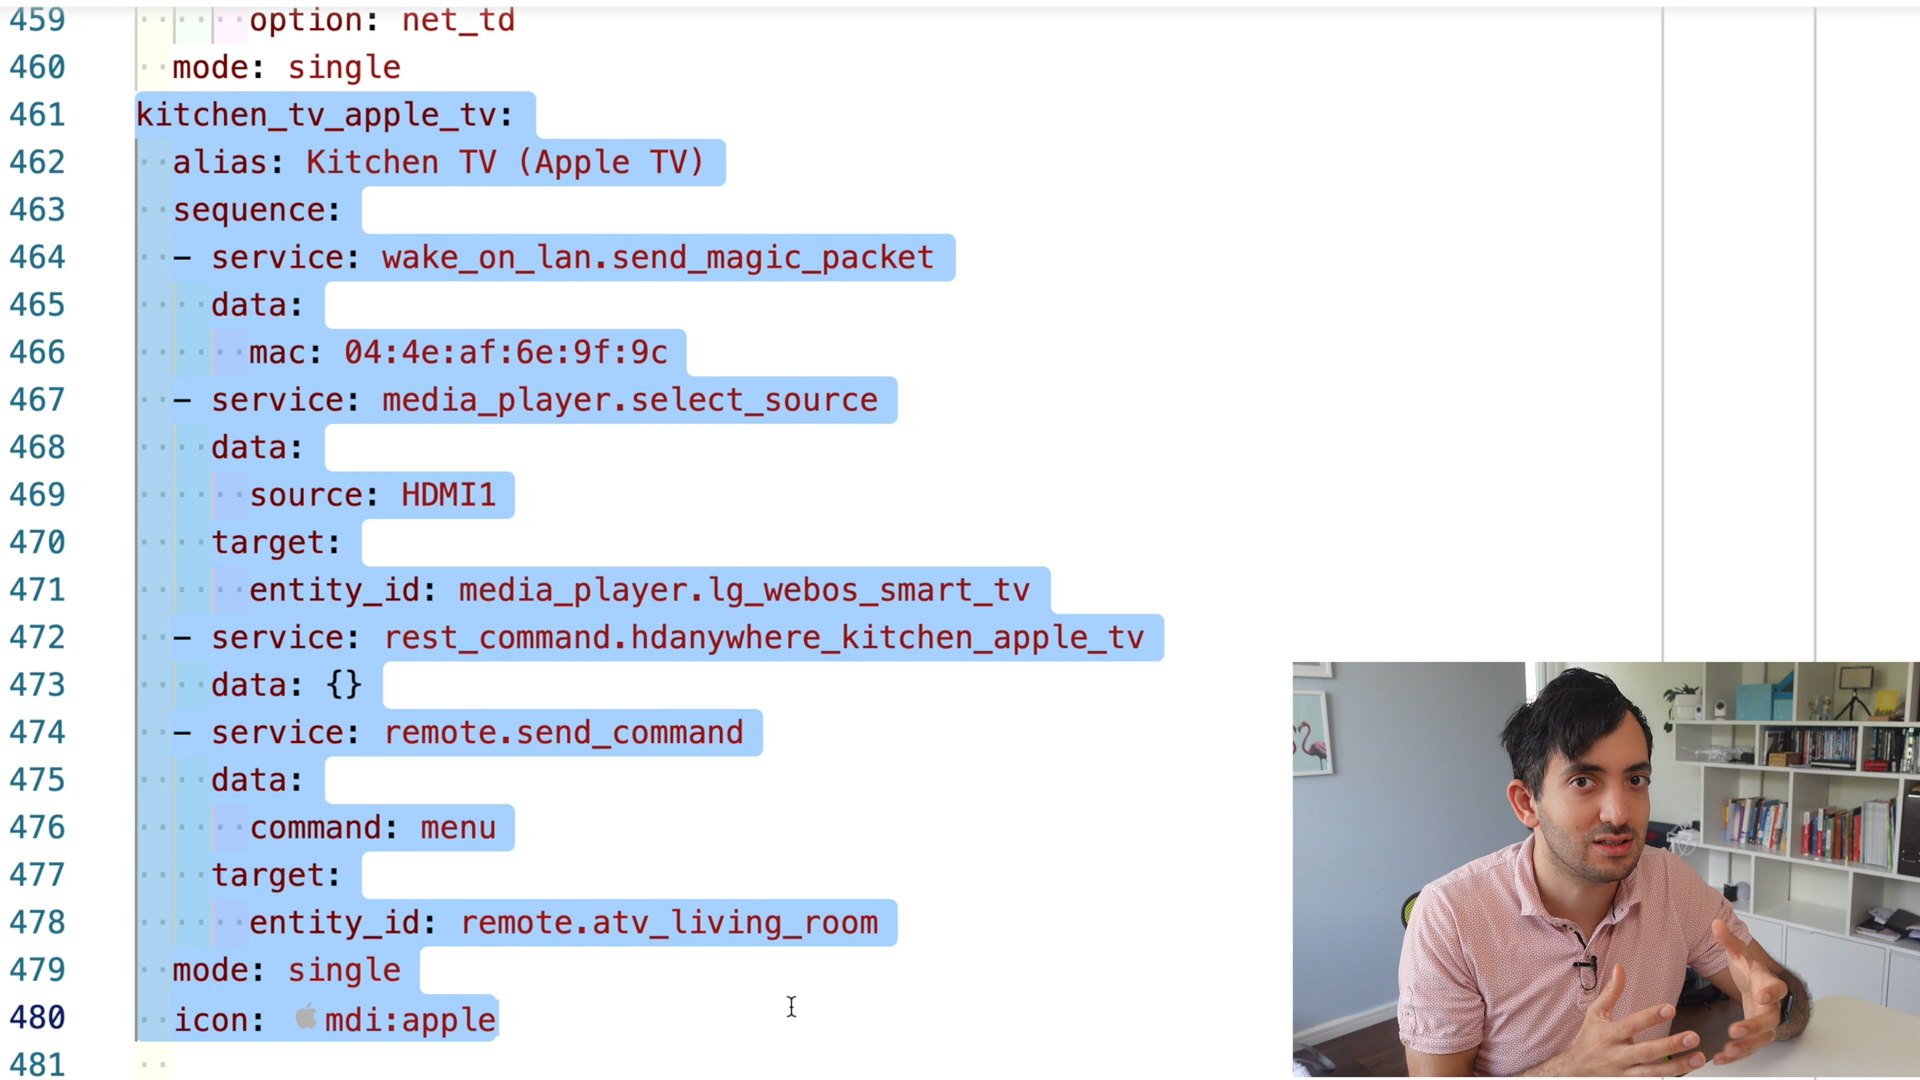 459 option: net_td
460 mode: single
461 kitchen_tv_apple_tv:
462 alias: Kitchen TV (Apple TV)
463 sequence:
464 - service: wake_on_lan.send_magic_packet
465 data:
466 mac: 04:4e:af:6e:9f:9c
467 - service: media_player.select_source
468 data:
469 source: HDMI1
470 target:
471 entity_id: media_player.lg_webos_smart_tv
472 - service: rest_command.hdanywhere_kitchen_apple_tv
473 data: {}
474 - service: remote.send_command
475 data:
476 command: menu
477 target:
478 entity_id: remote.atv_living_room
479 mode: single
480 icon: mdi:apple
481